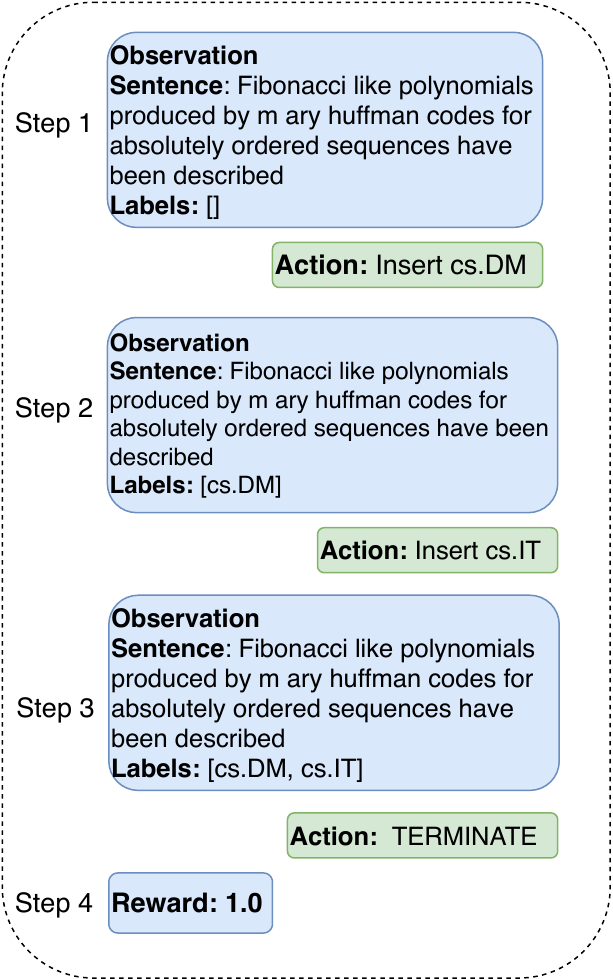 Step 1
Observation
Sentence: Fibonacci like polynomials
produced by m ary huffman codes for
absolutely ordered sequences have
been described
Labels: []
Action: Insert cs.DM
Step 2
Observation
Sentence: Fibonacci like polynomials
produced by m ary huffman codes for
absolutely ordered sequences have been
described
Labels: [cs.DM]
Action: Insert cs.IT
Step 3
Observation
Sentence: Fibonacci like polynomials
produced by m ary huffman codes for
absolutely ordered sequences have
been described
Labels: [cs.DM, cs.IT]
Action: TERMINATE
Step 4
Reward: 1.0